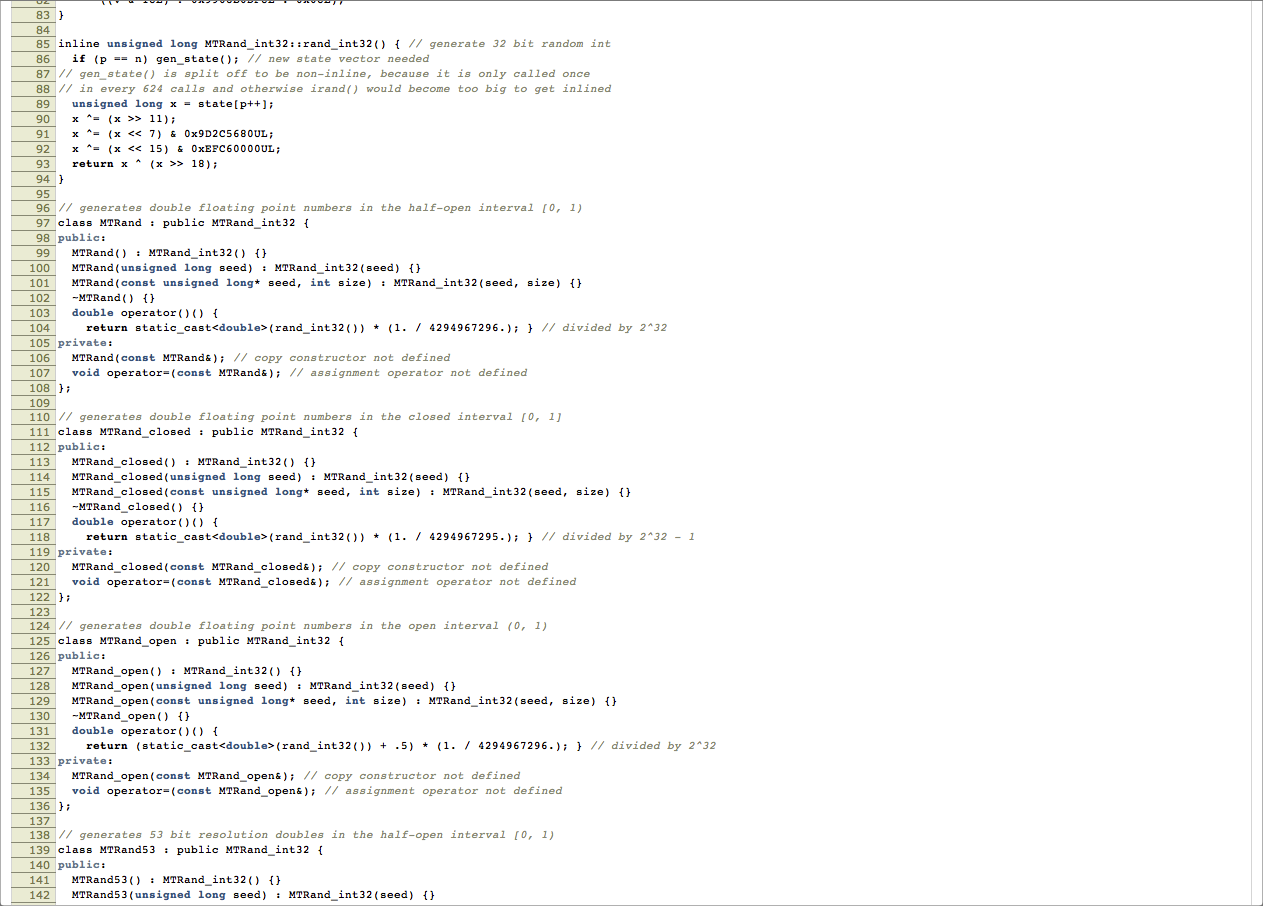 82
83 }
84
85 inline unsigned long MTRand_int32::rand_int32() { // generate 32 bit random int
86   if (p == n) gen_state(); // new state vector needed
87 // gen_state() is split off to be non-inline, because it is only called once
88 // in every 624 calls and otherwise irand() would become too big to get inlined
89   unsigned long x = state[p++];
90   x ^= (x >> 11);
91   x ^= (x << 7) & 0x9D2C5680UL;
92   x ^= (x << 15) & 0xEFC60000UL;
93   return x ^ (x >> 18);
94 }
95
96 // generates double floating point numbers in the half-open interval [0, 1)
97 class MTRand : public MTRand_int32 {
98 public:
99   MTRand() : MTRand_int32() {}
100   MTRand(unsigned long seed) : MTRand_int32(seed) {}
101   MTRand(const unsigned long* seed, int size) : MTRand_int32(seed, size) {}
102   ~MTRand() {}
103   double operator()() {
104     return static_cast<double>(rand_int32()) * (1. / 4294967296.); } // divided by 2^32
105 private:
106   MTRand(const MTRand&); // copy constructor not defined
107   void operator=(const MTRand&); // assignment operator not defined
108 };
109
110 // generates double floating point numbers in the closed interval [0, 1]
111 class MTRand_closed : public MTRand_int32 {
112 public:
113   MTRand_closed() : MTRand_int32() {}
114   MTRand_closed(unsigned long seed) : MTRand_int32(seed) {}
115   MTRand_closed(const unsigned long* seed, int size) : MTRand_int32(seed, size) {}
116   ~MTRand_closed() {}
117   double operator()() {
118     return static_cast<double>(rand_int32()) * (1. / 4294967295.); } // divided by 2^32 - 1
119 private:
120   MTRand_closed(const MTRand_closed&); // copy constructor not defined
121   void operator=(const MTRand_closed&); // assignment operator not defined
122 };
123
124 // generates double floating point numbers in the open interval (0, 1)
125 class MTRand_open : public MTRand_int32 {
126 public:
127   MTRand_open() : MTRand_int32() {}
128   MTRand_open(unsigned long seed) : MTRand_int32(seed) {}
129   MTRand_open(const unsigned long* seed, int size) : MTRand_int32(seed, size) {}
130   ~MTRand_open() {}
131   double operator()() {
132     return (static_cast<double>(rand_int32()) + .5) * (1. / 4294967296.); } // divided by 2^32
133 private:
134   MTRand_open(const MTRand_open&); // copy constructor not defined
135   void operator=(const MTRand_open&); // assignment operator not defined
136 };
137
138 // generates 53 bit resolution doubles in the half-open interval [0, 1)
139 class MTRand53 : public MTRand_int32 {
140 public:
141   MTRand53() : MTRand_int32() {}
142   MTRand53(unsigned long seed) : MTRand_int32(seed) {}